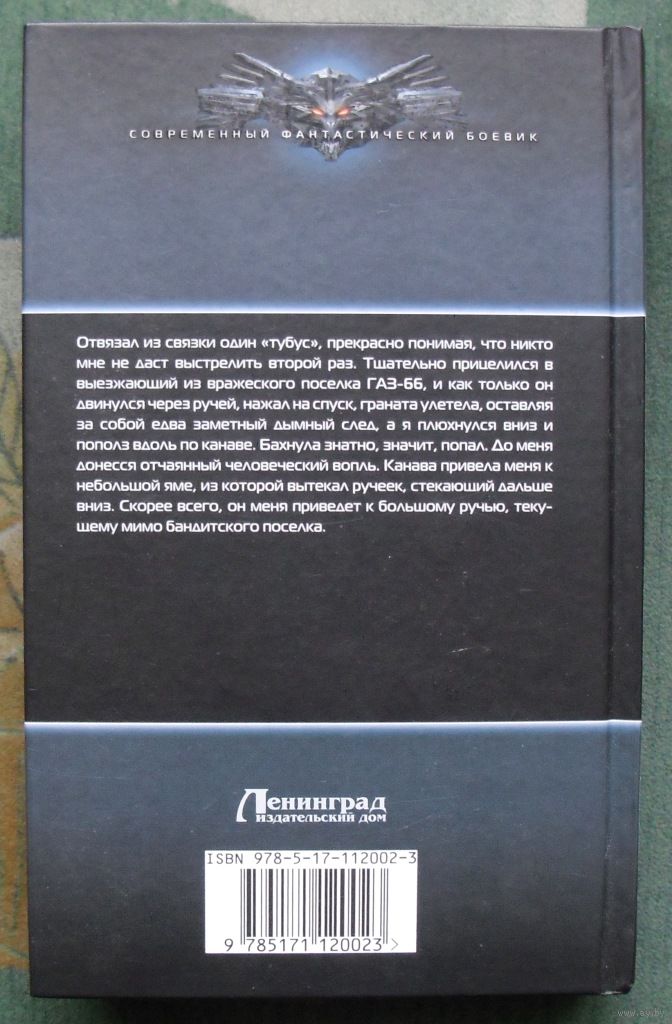 СОВРЕМЕННЫЙ ФАНТАСТИЧЕСКИЙ БОЕВИК
Отвязал из связки один «тубус», прекрасно понимая, что никто
мне не даст выстрелить второй раз. Тщательно прицелился в
выезжающий из вражеского поселка ГАЗ-66, и как только он
двинулся через ручей, нажал на спуск, граната улетела, оставляя
за собой едва заметный дымный след, а я плюхнулся вниз и
пополз вдоль по канаве. Бахнула знатно, значит, попал. До меня
донесся отчаянный человеческий вопль. Канава привела меня к
небольшой яме, из которой вытекал ручеек, стекающий дальше
вниз. Скорее всего, он меня приведет к большому ручью, теку-
щему мимо бандитского поселка.
Ленинград
издательский дом
ISBN 978-5-17-112002-3
9 785171 120023 >
www.ay.by